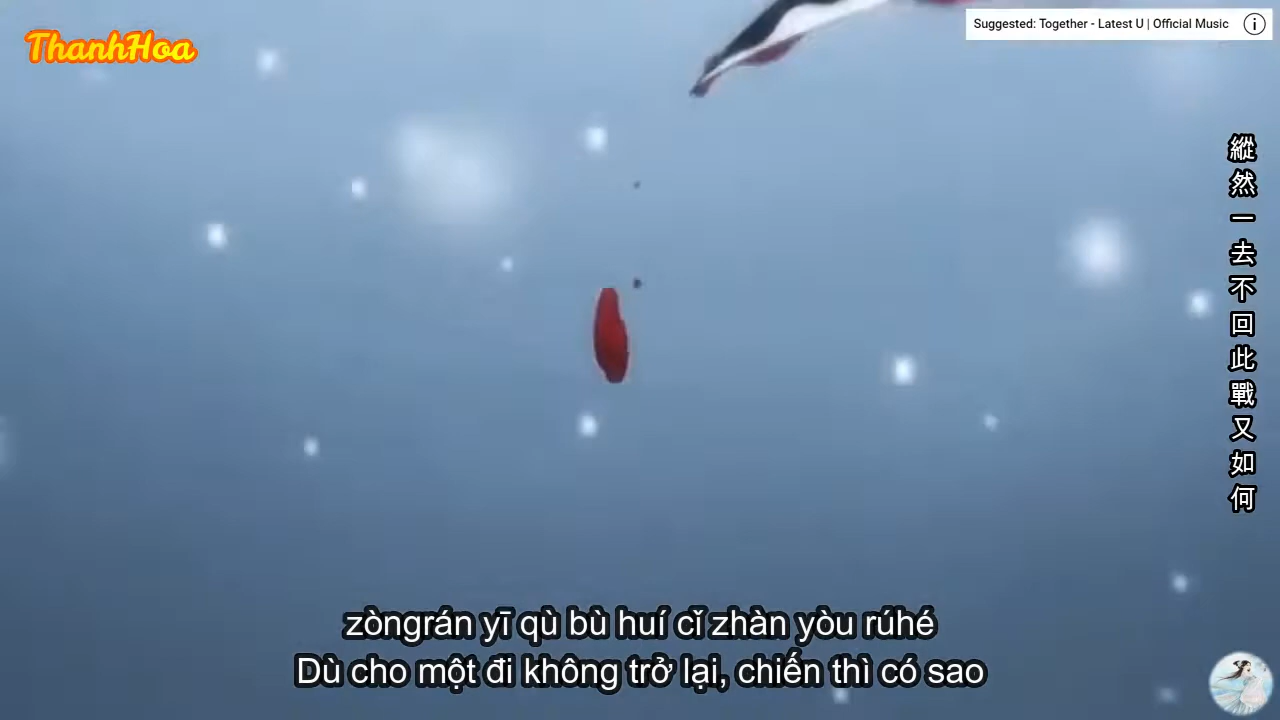 ThanhHoa
Suggested: Together - Latest U | Official Music
縱然一去不回此戰又如何
zòngrán yī qù bù huí cǐ zhàn yòu rúhé
Dù cho một đi không trở lại, chiến thì có sao